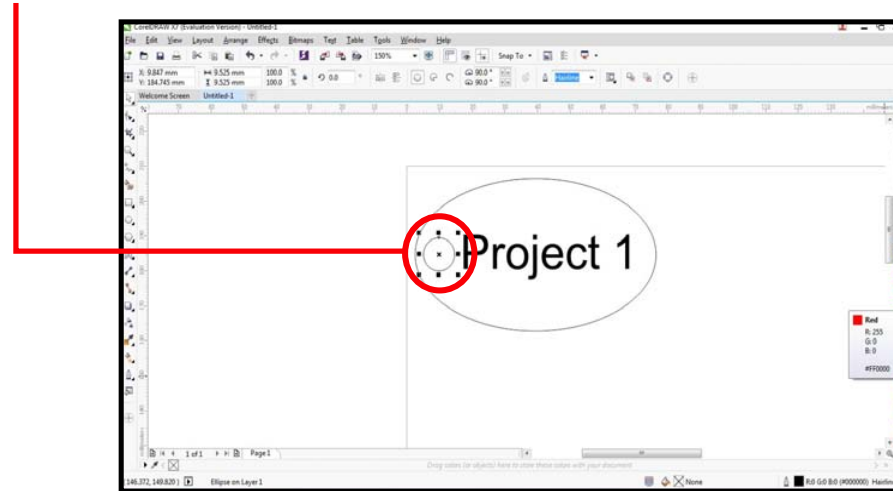 CorelDRAW X7 (Evaluation Version) - Untitled-1
File Edit View Layout Arrange Effects Bitmaps Text Table Tools Window Help
150% Snap To
X: 9.847 mm 9.525 mm 100.0 % 0.0 ° 90.0 ° Hairline
Y: 184.745 mm 9.525 mm 100.0 % 90.0 °
Welcome Screen Untitled-1
Project 1
Red
R: 255
G: 0
B: 0
#FF0000
1 of 1 Page 1
Drag colors (or objects) here to store these colors with your document
(146.372, 149.620) Ellipse on Layer 1 None R:0 G:0 B:0 (#000000) Hairline